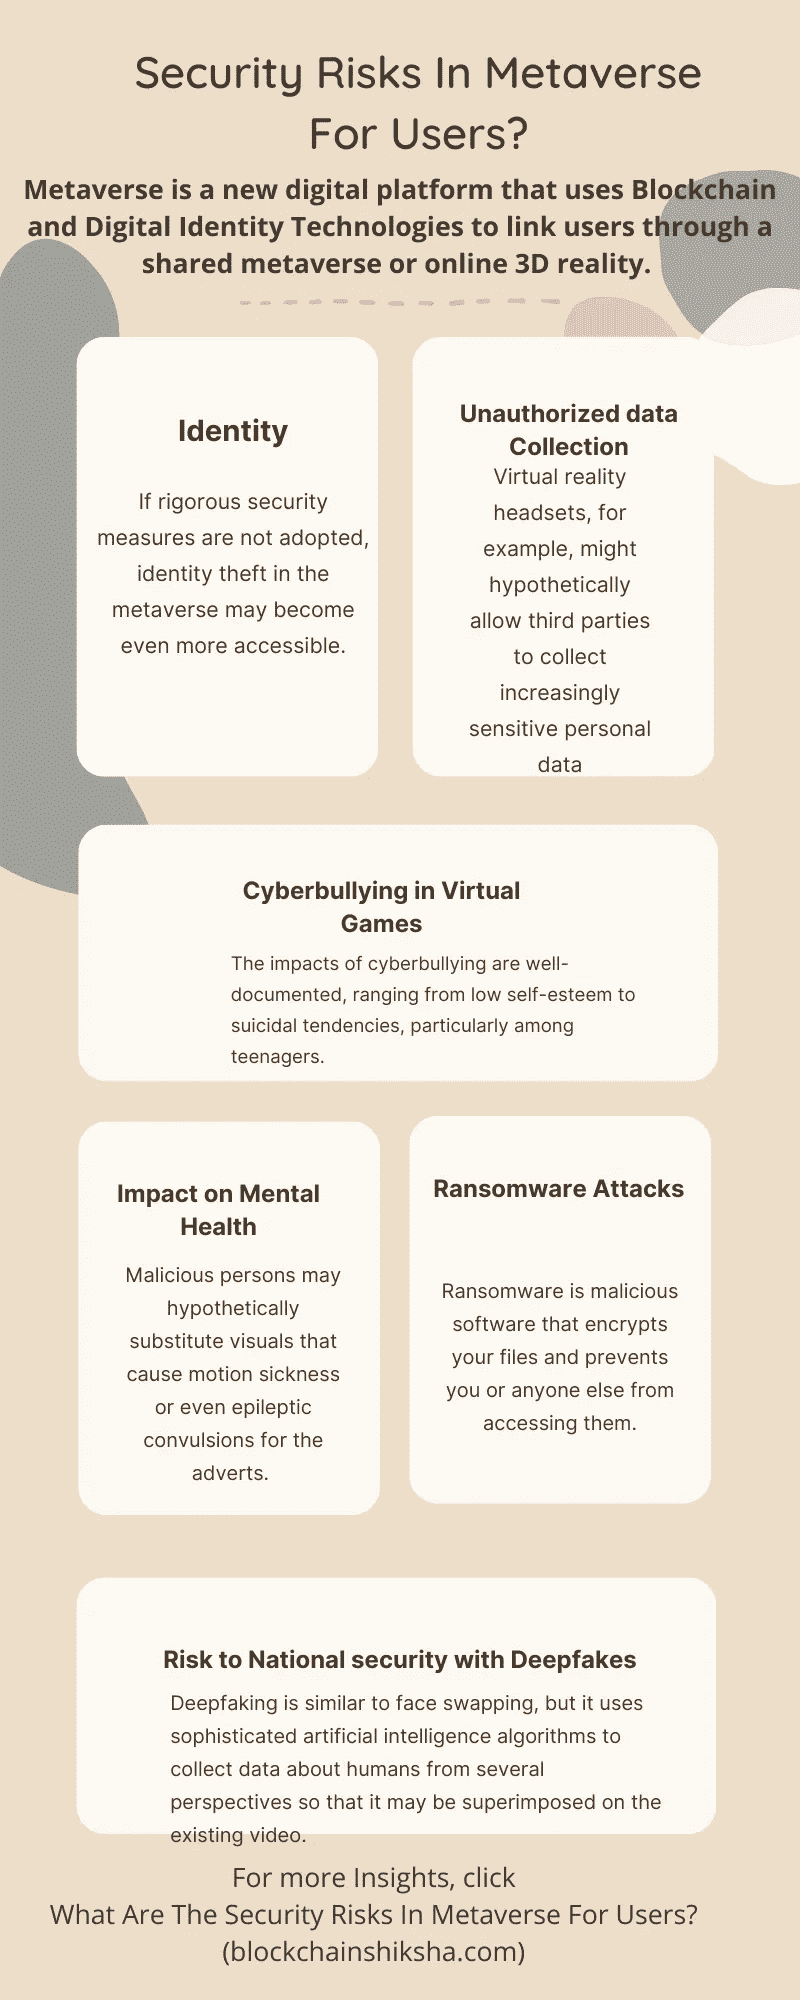 Security Risks In Metaverse
For Users?
Metaverse is a new digital platform that uses Blockchain
and Digital Identity Technologies to link users through a
shared metaverse or online 3D reality.
Identity
If rigorous security
measures are not adopted,
identity theft in the
metaverse may become
even more accessible.
Unauthorized data
Collection
Virtual reality
headsets, for
example, might
hypothetically
allow third parties
to collect
increasingly
sensitive personal
data
Cyberbullying in Virtual
Games
The impacts of cyberbullying are well-
documented, ranging from low self-esteem to
suicidal tendencies, particularly among
teenagers.
Impact on Mental
Health
Malicious persons may
hypothetically
substitute visuals that
cause motion sickness
or even epileptic
convulsions for the
adverts.
Ransomware Attacks
Ransomware is malicious
software that encrypts
your files and prevents
you or anyone else from
accessing them.
Risk to National security with Deepfakes
Deepfaking is similar to face swapping, but it uses
sophisticated artificial intelligence algorithms to
collect data about humans from several
perspectives so that it may be superimposed on the
existing video.
For more Insights, click
What Are The Security Risks In Metaverse For Users?
(blockchainshiksha.com)